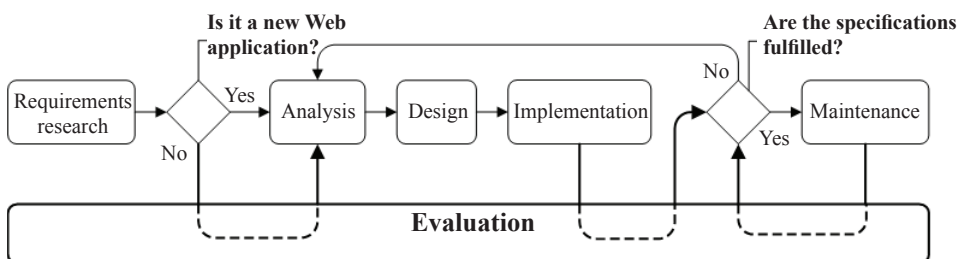 Is it a new Web
application?
Are the specifications
fulfilled?
Requirements
research
Yes
No
Analysis
Design
Implementation
No
Yes
Maintenance
Evaluation